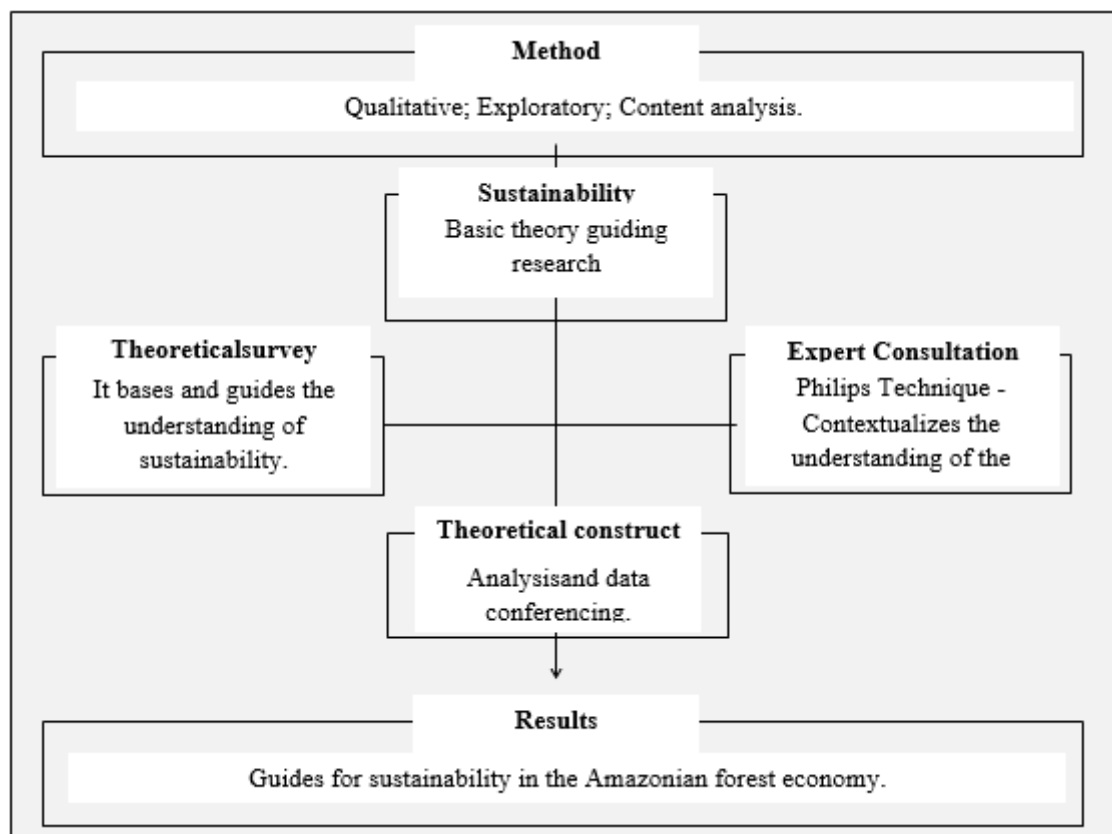 Method
Qualitative; Exploratory; Content analysis.
Sustainability
Basic theory guiding
research
Theoreticalsurvey
It bases and guides the
understanding of
sustainability.
Expert Consultation
Philips Technique -
Contextualizes the
understanding of the
Theoretical construct
Analysisand data
conferencing.
Results
Guides for sustainability in the Amazonian forest economy.